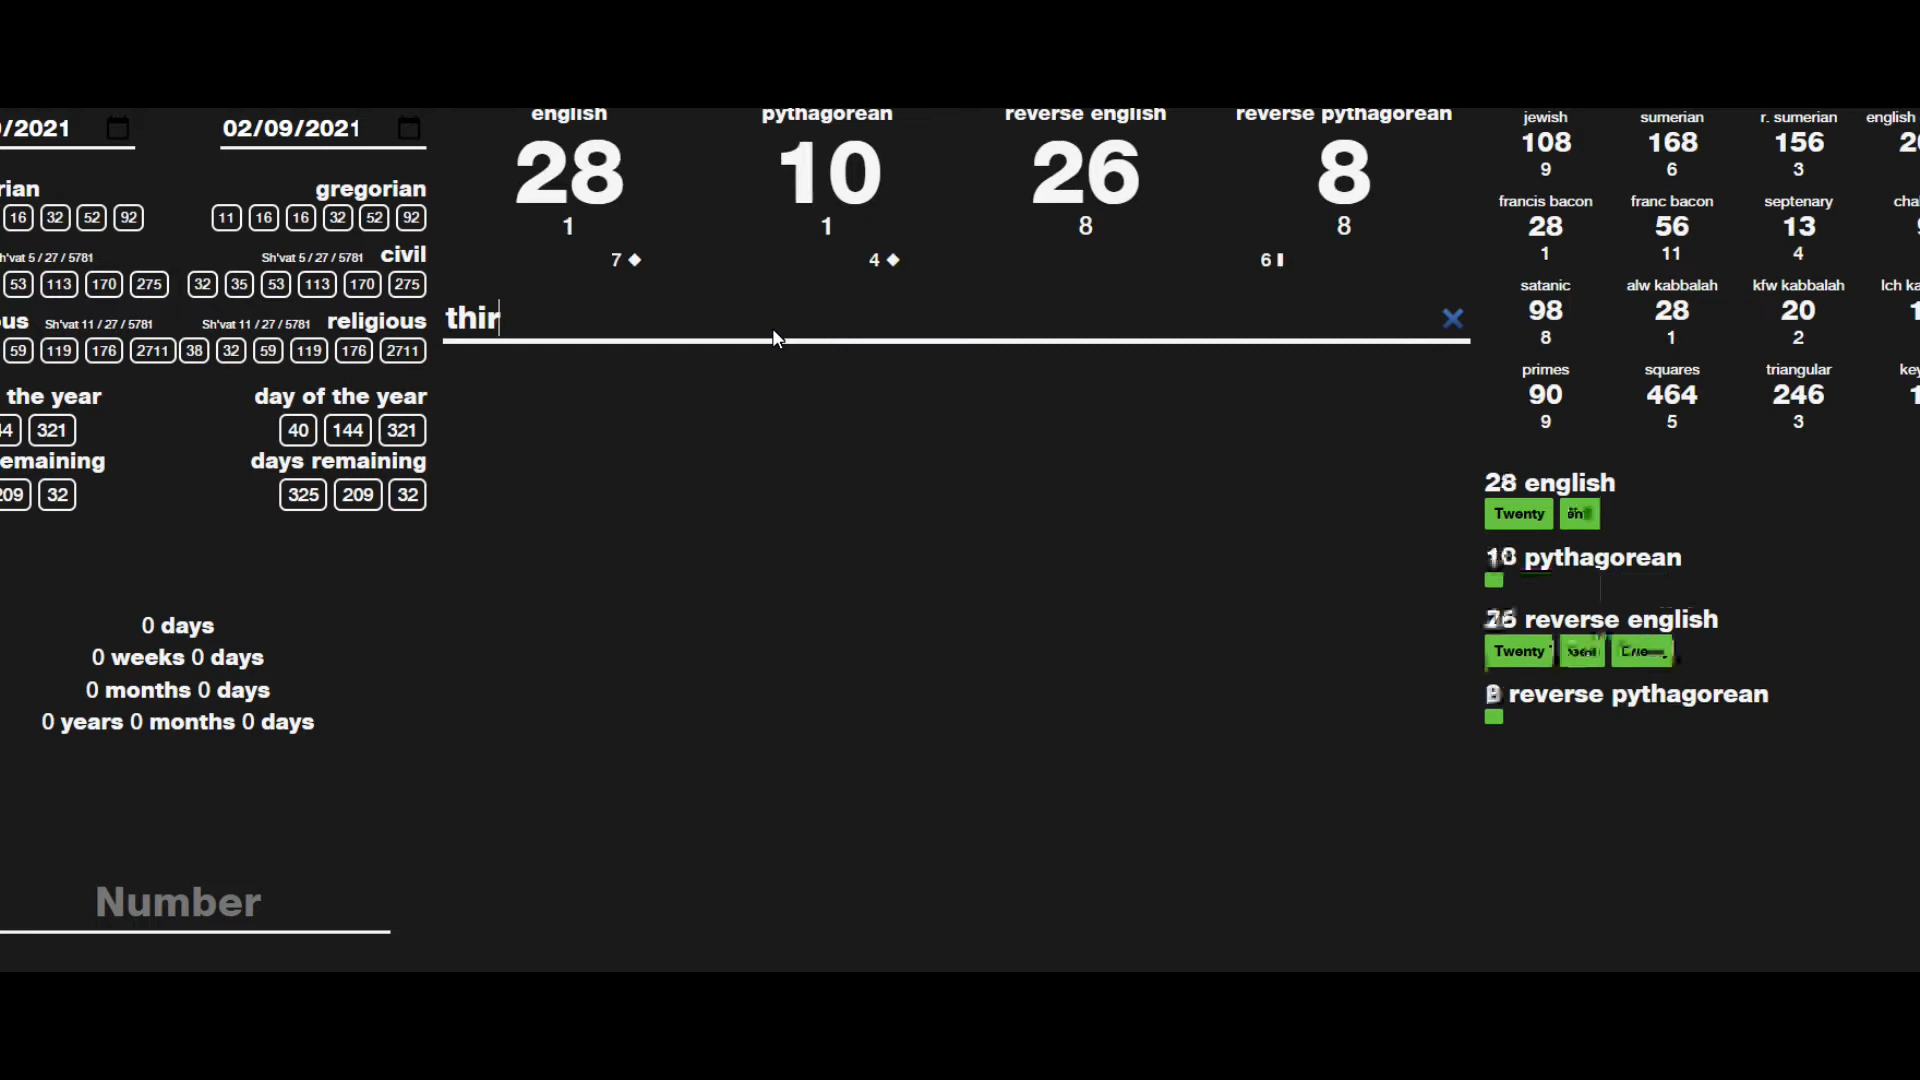 0/2021
02/09/2021
rian
gregorian
16 32 52 92
11 16 16 32 52 92
h'vat 5 / 27 / 5781
Sh'vat 5 / 27 / 5781 civil
53 113 170 275
32 35 53 113 170 275
ous Sh'vat 11 / 27 / 5781
Sh'vat 11 / 27 / 5781 religious
59 119 176 2711
38 32 59 119 176 2711
the year
day of the year
44 321
40 144 321
emaining
days remaining
209 32
325 209 32
0 days
0 weeks 0 days
0 months 0 days
0 years 0 months 0 days
Number
english
28
1
7
pythagorean
10
1
4
reverse english
26
8
reverse pythagorean
8
8
6
thir
jewish sumerian r. sumerian english
108 168 156
9 6 3
francis bacon franc bacon septenary
28 56 13
1 11 4
satanic alw kabbalah kfw kabbalah
98 28 20
8 1 2
primes squares triangular
90 464 246
9 5 3
28 english
Twenty
pythagorean
reverse english
Twenty
reverse pythagorean